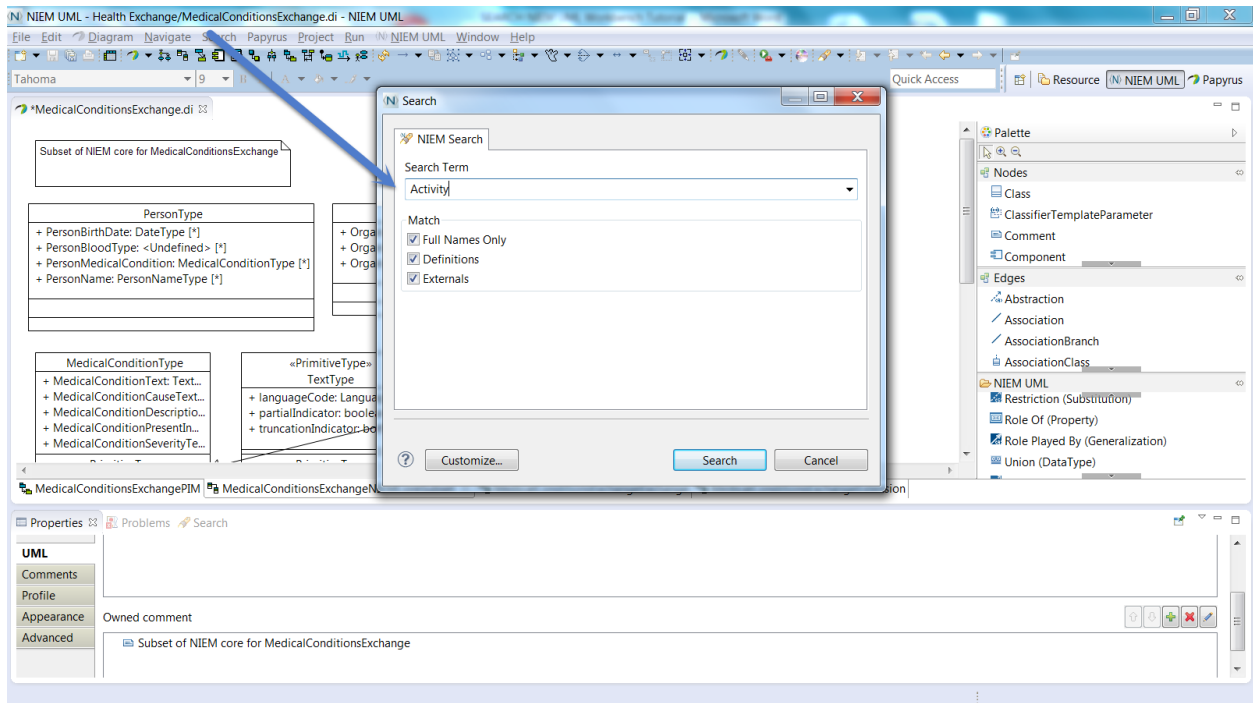 NIEM UML - Health Exchange/MedicalConditionsExchange.di - NIEM UML
File Edit Diagram Navigate Search Papyrus Project Run NIEM UML Window Help
Tahoma 9 Quick Access Resource NIEM UML Papyrus
*MedicalConditionsExchange.di
Subset of NIEM core for MedicalConditionsExchange
PersonType
+ PersonBirthDate: DateType [*]
+ PersonBloodType: <Undefined> [*]
+ PersonMedicalCondition: MedicalConditionType [*]
+ PersonName: PersonNameType [*]
+ Orga
+ Orga
+ Orga
MedicalConditionType
+ MedicalConditionText: Text...
+ MedicalConditionCauseText...
+ MedicalConditionDescriptio...
+ MedicalConditionPresentIn...
+ MedicalConditionSeverityTe...
«PrimitiveType»
TextType
+ languageCode: Langua
+ partialIndicator: boolea
+ truncationIndicator: bo
Search
NIEM Search
Search Term
Activity
Match
Full Names Only
Definitions
Externals
? Customize... Search Cancel
Palette
Nodes
Class
ClassifierTemplateParameter
Comment
Component
Edges
Abstraction
Association
AssociationBranch
AssociationClass
NIEM UML
Restriction (Substitution)
Role Of (Property)
Role Played By (Generalization)
Union (DataType)
MedicalConditionsExchangePIM MedicalConditionsExchangeN
Properties Problems Search
UML
Comments
Profile
Appearance
Advanced
Owned comment
Subset of NIEM core for MedicalConditionsExchange